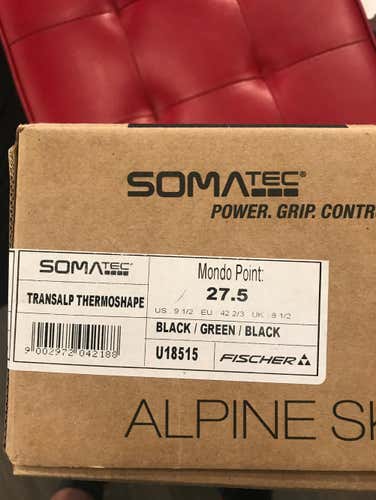 SOMATEC®
POWER. GRIP. CONTR
SOMATEC®
TRANSALP THERMOSHAPE
9 002972 042188
Mondo Point:
27.5
US : 9 1/2 EU : 42 2/3 UK : 8 1/2
BLACK / GREEN / BLACK
U18515 FISCHER
ALPINE SK